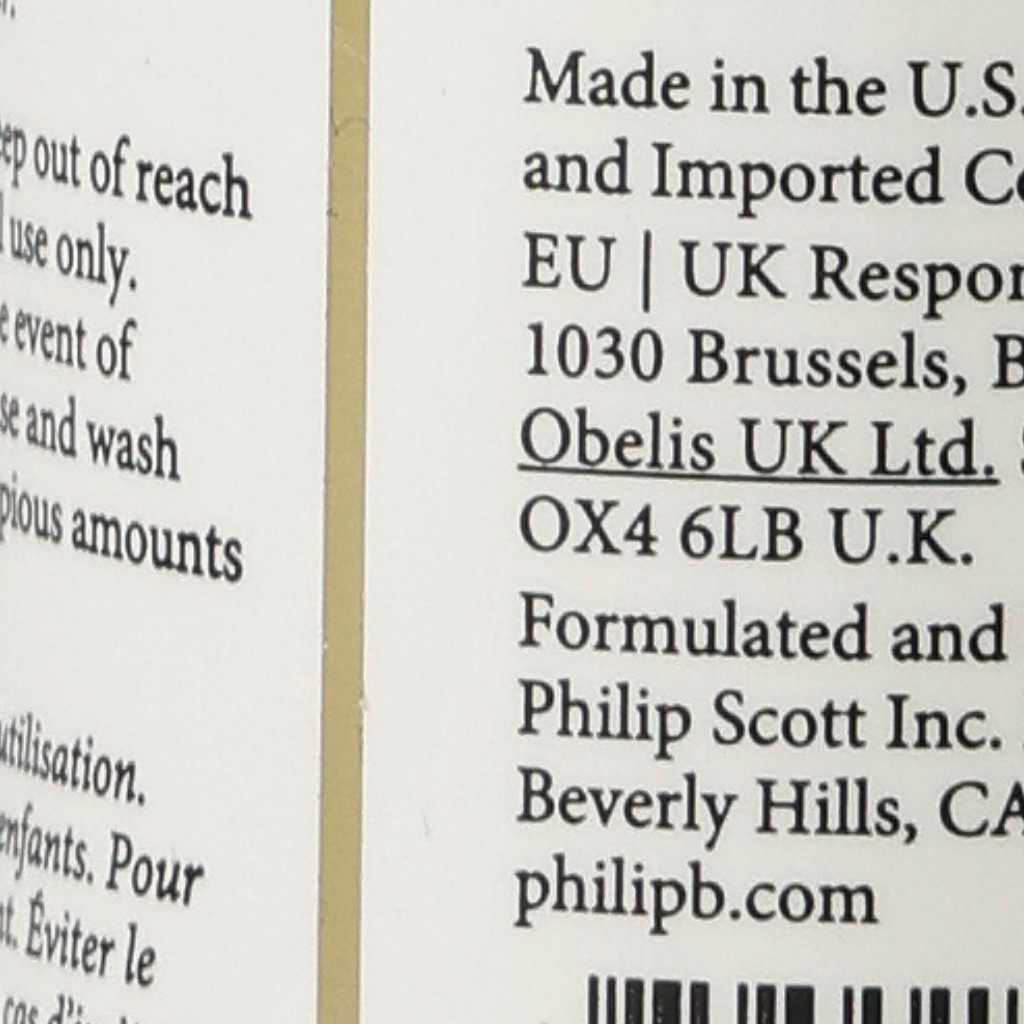 out of reach
use only.
event of
and wash
amounts
utilisation.
enfants. Pour
Éviter le
cas
Made in the U.S.
and Imported
EU | UK
1030 Brussels,
Obelis UK Ltd.
OX4 6LB U.K.
Formulated and
Philip Scott Inc.
Beverly Hills, CA
philipb.com